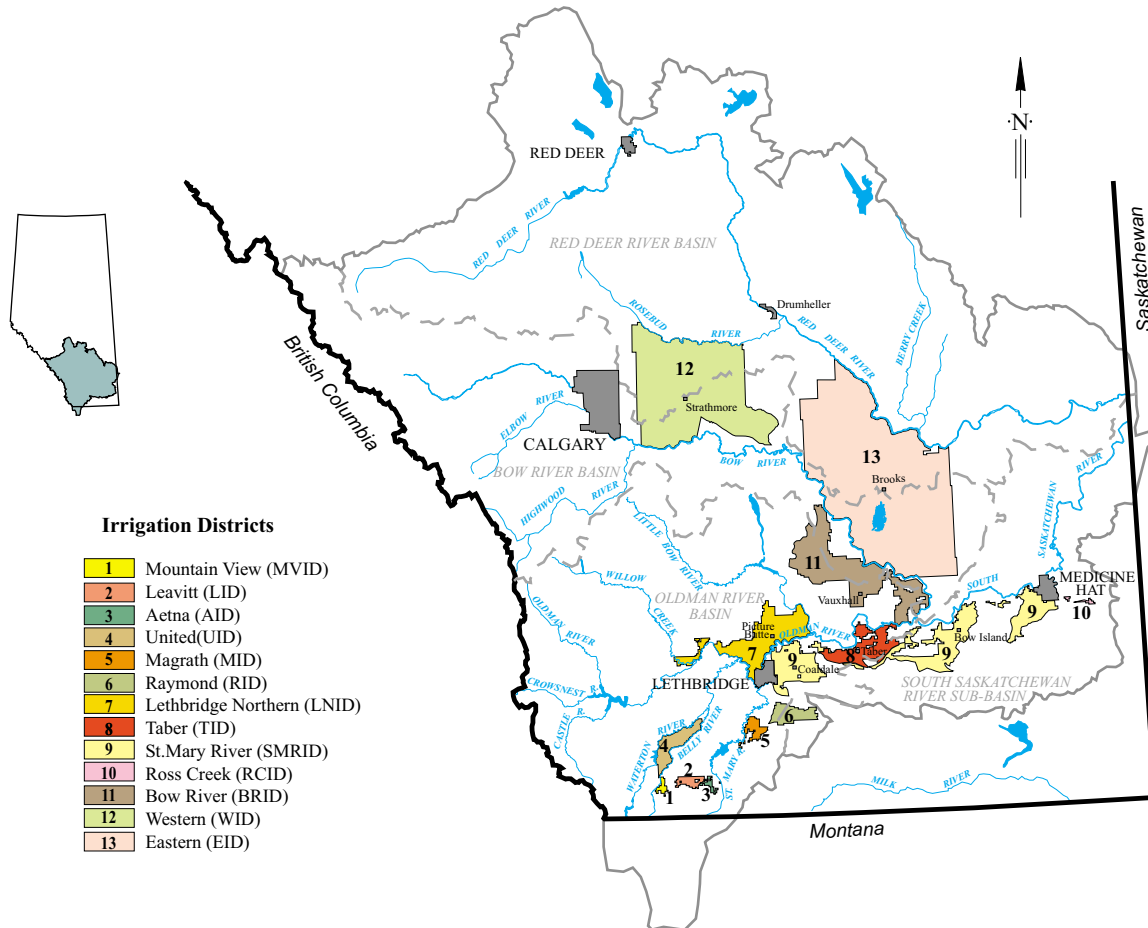 RED DEER
·N·
RED DEER RIVER
RED DEER RIVER BASIN
Saskatchewan
Drumheller
ROSEBUD RIVER
RED DEER RIVER
BERRY CREEK
British Columbia
12
Strathmore
ELBOW RIVER
CALGARY
13
BOW RIVER
BOW RIVER BASIN
Brooks
HIGHWOOD RIVER
LITTLE BOW RIVER
SOUTH SASKATCHEWAN RIVER
Irrigation Districts
1 Mountain View (MVID)
2 Leavitt (LID)
3 Aetna (AID)
4 United(UID)
5 Magrath (MID)
6 Raymond (RID)
7 Lethbridge Northern (LNID)
8 Taber (TID)
9 St.Mary River (SMRID)
10 Ross Creek (RCID)
11 Bow River (BRID)
12 Western (WID)
13 Eastern (EID)
11
WILLOW CREEK
OLDMAN RIVER
BASIN
Vauxhall
MEDICINE
HAT
10
9
OLDMAN RIVER
Picture
Butte
OLDMAN RIVER
Bow Island
7
9
Coaldale
8
Taber
9
LETHBRIDGE
CROWSNEST R.
CASTLE R.
SOUTH SASKATCHEWAN
RIVER SUB-BASIN
6
5
4
WATERTON RIVER
BELLY RIVER
ST. MARY R.
2
1
3
MILK RIVER
Montana